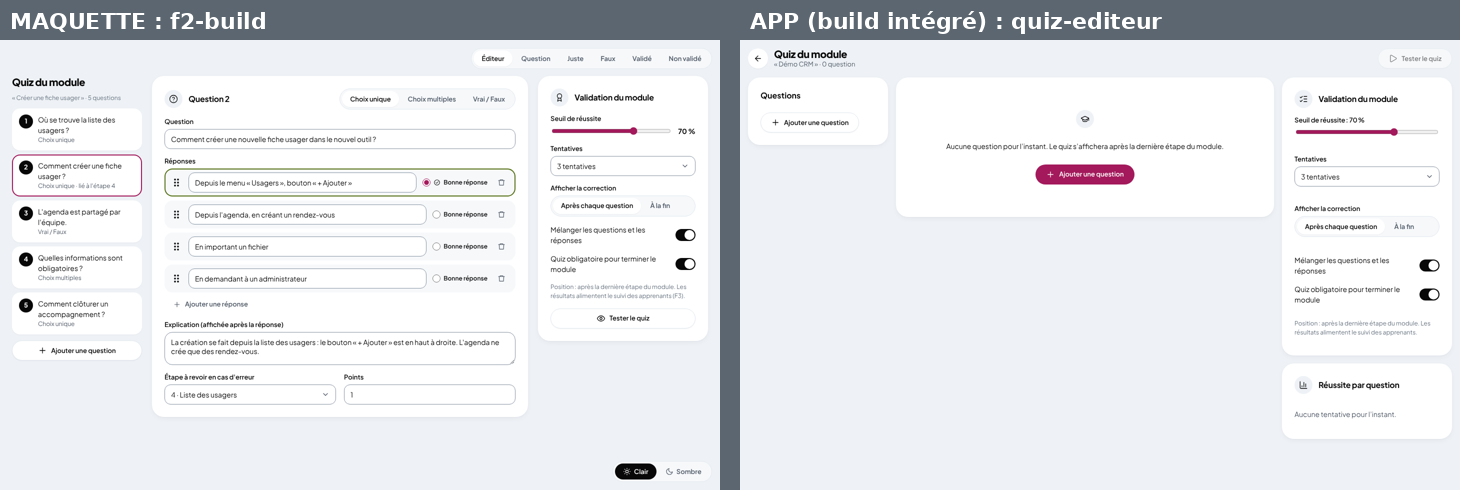 MAQUETTE : f2-build
Éditeur
Question
Juste
Faux
Validé
Non validé
Quiz du module
« Créer une fiche usager » · 5 questions
1
Où se trouve la liste des
usagers ?
Choix unique
2
Comment créer une fiche
usager ?
Choix unique · lié à l'étape 4
3
L'agenda est partagé par
l'équipe.
Vrai / Faux
4
Quelles informations sont
obligatoires ?
Choix multiples
5
Comment clôturer un
accompagnement ?
Choix unique
+ Ajouter une question
Question 2
Choix unique
Choix multiples
Vrai / Faux
Question
Comment créer une nouvelle fiche usager dans le nouvel outil ?
Réponses
Depuis le menu « Usagers », bouton « + Ajouter »
Bonne réponse
Depuis l'agenda, en créant un rendez-vous
Bonne réponse
En important un fichier
Bonne réponse
En demandant à un administrateur
Bonne réponse
+ Ajouter une réponse
Explication (affichée après la réponse)
La création se fait depuis la liste des usagers : le bouton « + Ajouter » est en haut à droite. L'agenda ne
crée que des rendez-vous.
Étape à revoir en cas d'erreur
4 · Liste des usagers
Points
1
Validation du module
Seuil de réussite
70 %
Tentatives
3 tentatives
Afficher la correction
Après chaque question
À la fin
Mélanger les questions et les
réponses
Quiz obligatoire pour terminer le
module
Position : après la dernière étape du module. Les
résultats alimentent le suivi des apprenants (F3).
Tester le quiz
Clair
Sombre
APP (build intégré) : quiz-editeur
Quiz du module
« Démo CRM » · 0 question
Tester le quiz
Questions
+ Ajouter une question
Aucune question pour l'instant. Le quiz s'affichera après la dernière étape du module.
+ Ajouter une question
Validation du module
Seuil de réussite : 70 %
Tentatives
3 tentatives
Afficher la correction
Après chaque question
À la fin
Mélanger les questions et les
réponses
Quiz obligatoire pour terminer le
module
Position : après la dernière étape du module. Les
résultats alimentent le suivi des apprenants.
Réussite par question
Aucune tentative pour l'instant.